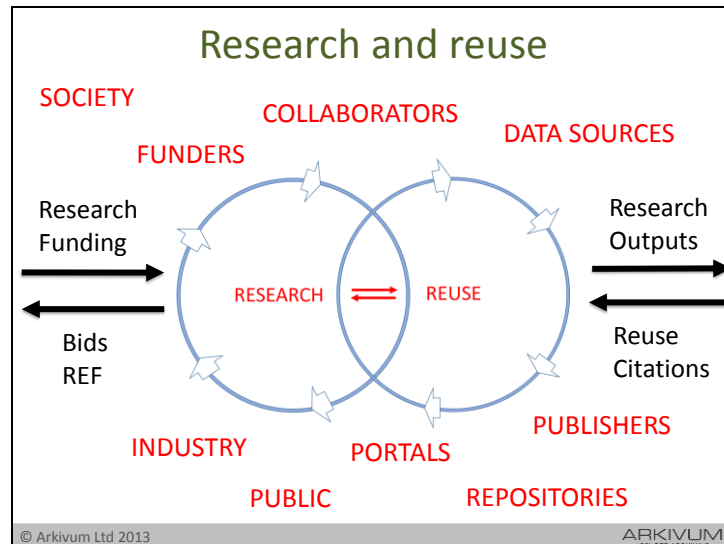 Research and reuse
SOCIETY
COLLABORATORS
DATA SOURCES
FUNDERS
Research
Funding
Research
Outputs
RESEARCH
REUSE
Bids
REF
Reuse
Citations
INDUSTRY
PORTALS
PUBLISHERS
PUBLIC
REPOSITORIES
© Arkivum Ltd 2013
ARKIVUM